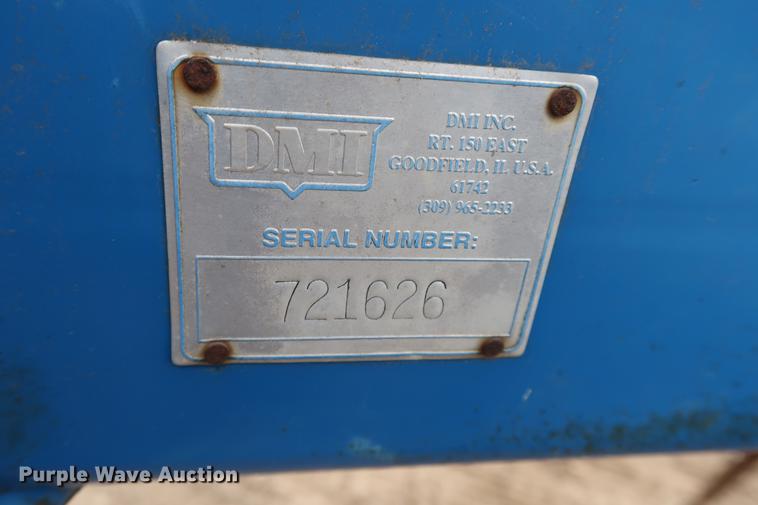 DMI
DMI INC.
RT. 150 EAST
GOODFIELD, IL U.S.A.
61742
(309) 965-2233
SERIAL NUMBER:
721626
Purple Wave Auction